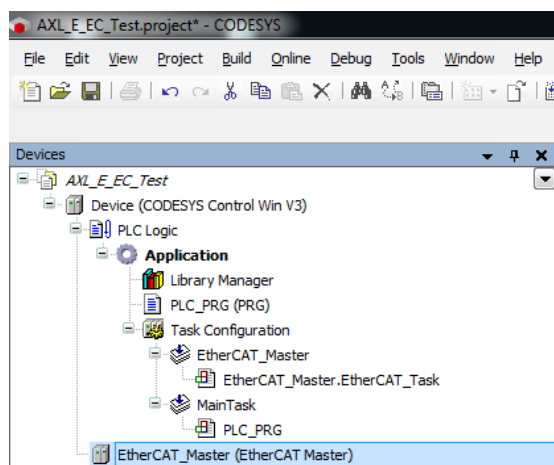 AXL_E_EC_Test.project* - CODESYS
File Edit View Project Build Online Debug Tools Window Help
Devices
AXL_E_EC_Test
Device (CODESYS Control Win V3)
PLC Logic
Application
Library Manager
PLC_PRG (PRG)
Task Configuration
EtherCAT_Master
EtherCAT_Master.EtherCAT_Task
MainTask
PLC_PRG
EtherCAT_Master (EtherCAT Master)